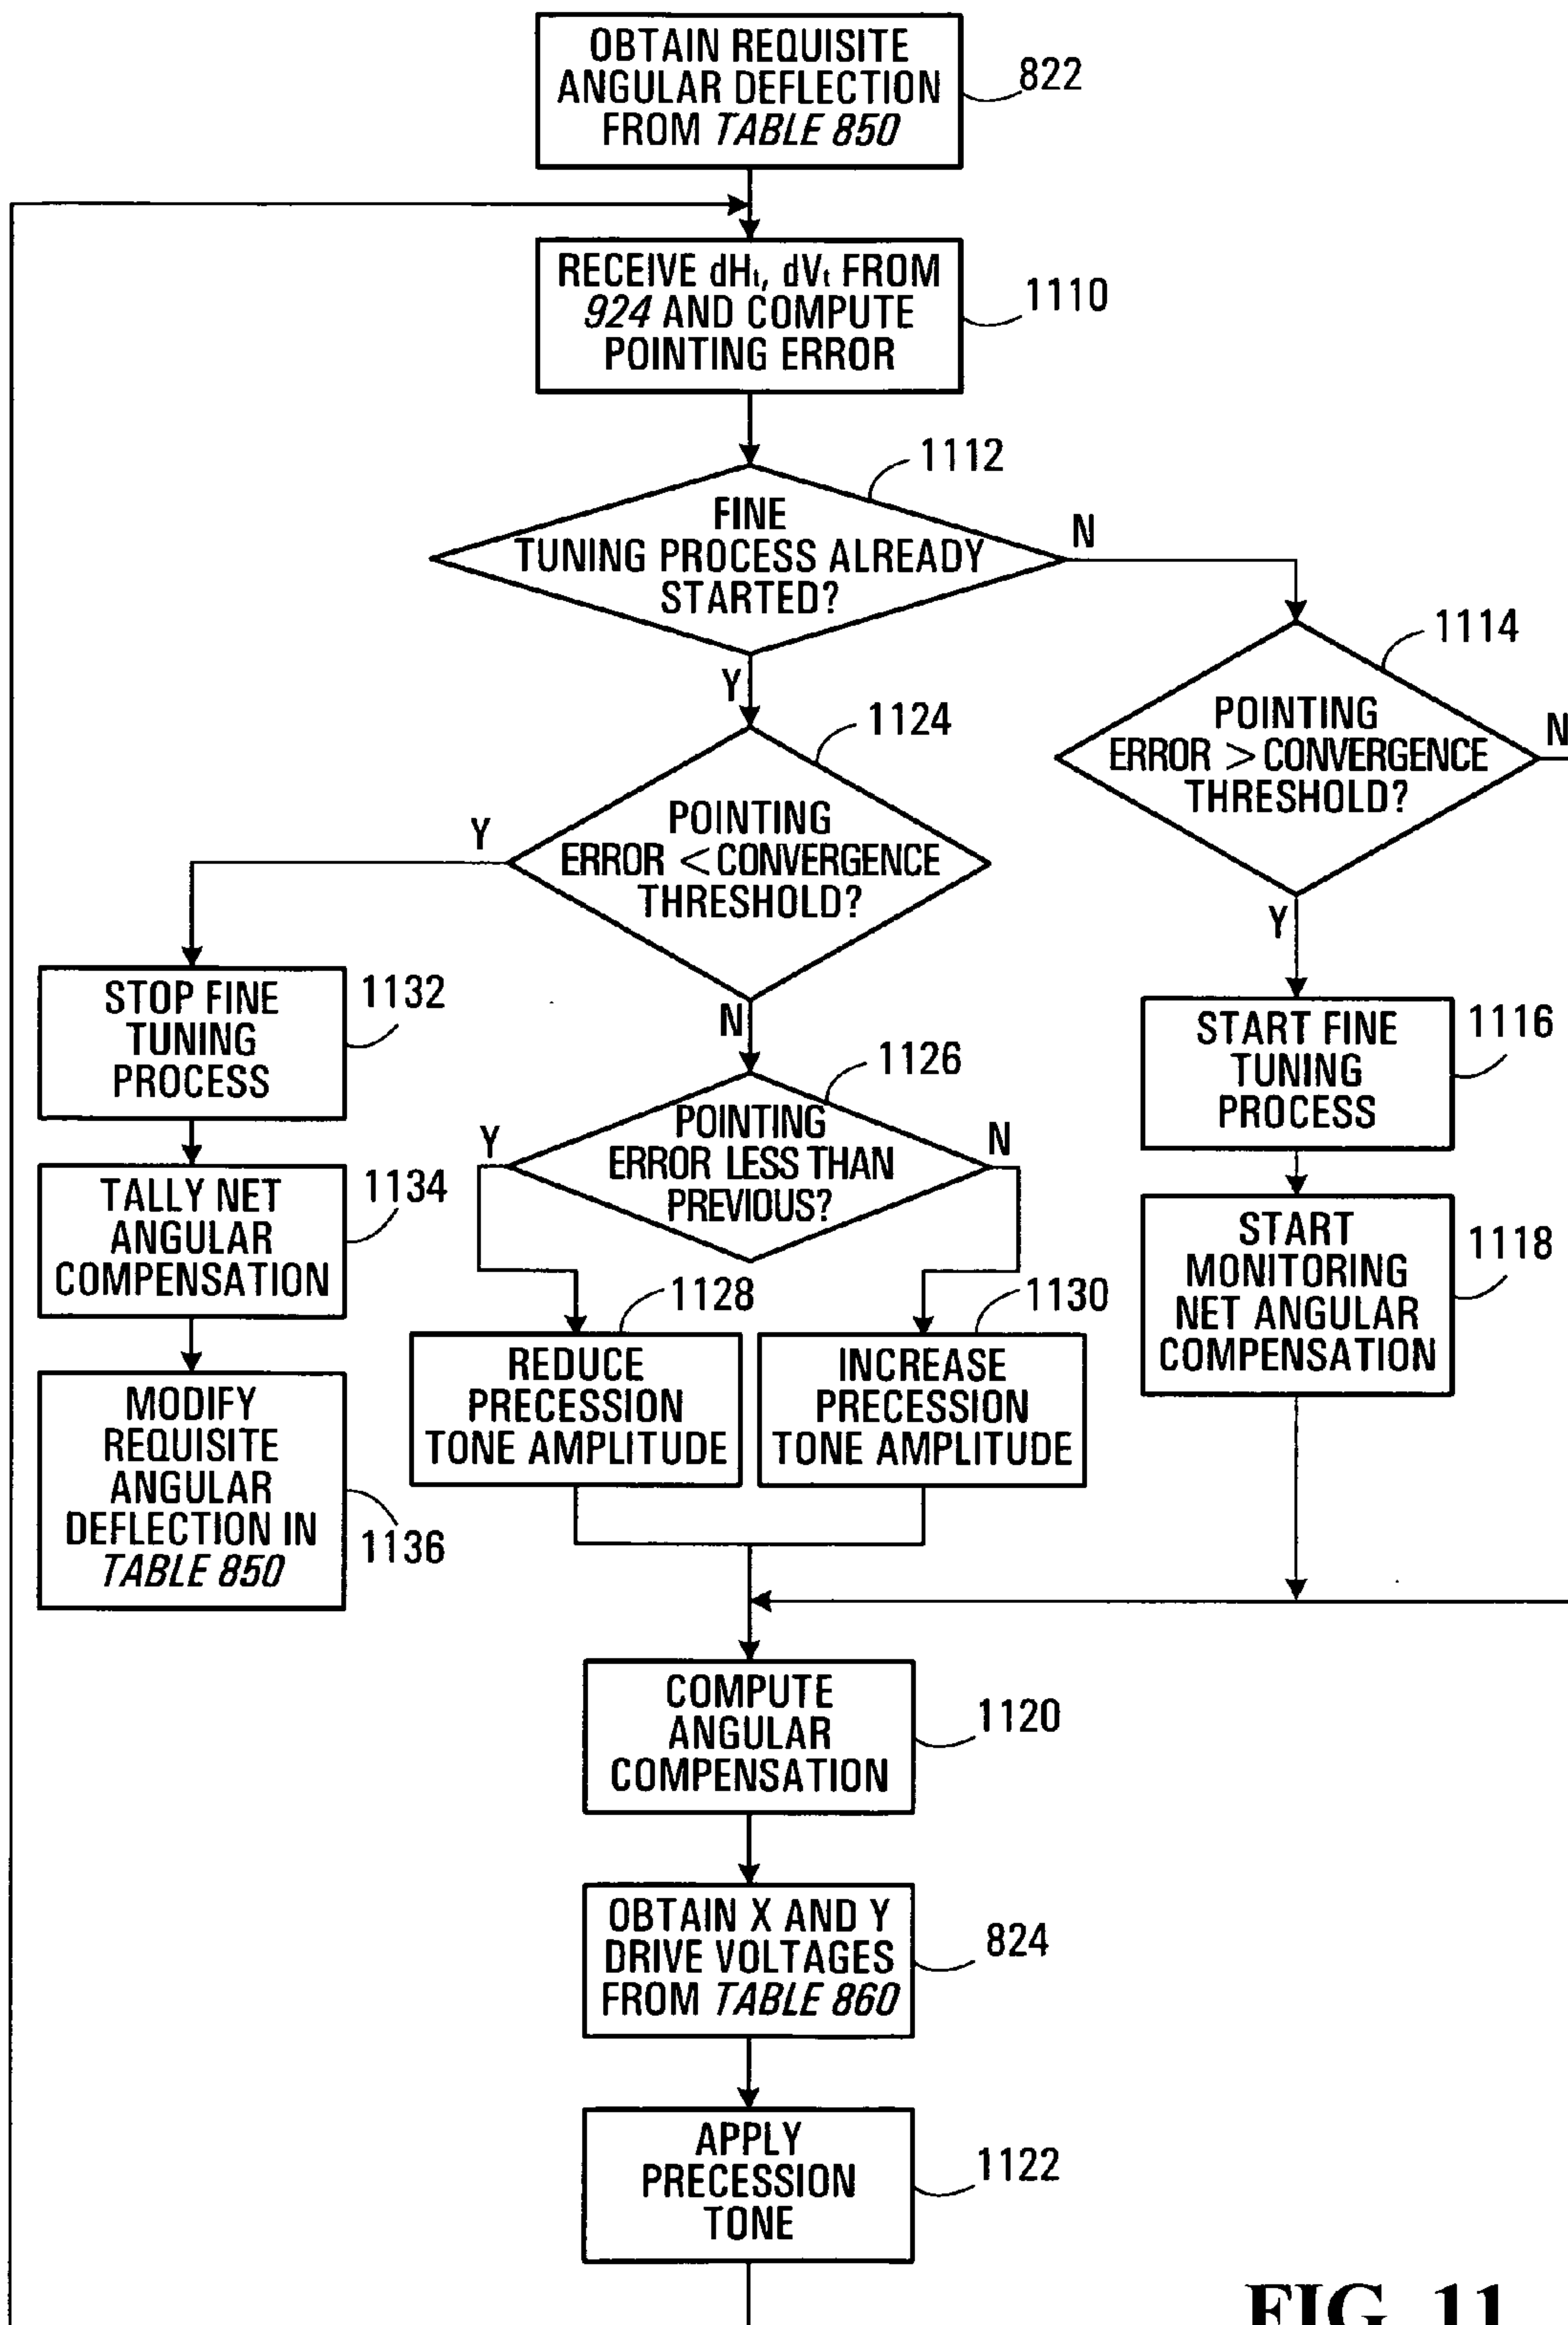 OBTAIN REQUISITE
ANGULAR DEFLECTION
FROM TABLE 850
822
RECEIVE dHt, dVt FROM
924 AND COMPUTE
POINTING ERROR
1110
1112
FINE
TUNING PROCESS ALREADY
STARTED?
N
Y
1114
POINTING
ERROR > CONVERGENCE
THRESHOLD?
N
Y
1124
POINTING
ERROR < CONVERGENCE
THRESHOLD?
Y
N
STOP FINE
TUNING
PROCESS
1132
START FINE
TUNING
PROCESS
1116
1126
POINTING
ERROR LESS THAN
PREVIOUS?
Y
N
TALLY NET
ANGULAR
COMPENSATION
1134
START
MONITORING
NET ANGULAR
COMPENSATION
1118
1128
REDUCE
PRECESSION
TONE AMPLITUDE
1130
INCREASE
PRECESSION
TONE AMPLITUDE
MODIFY
REQUISITE
ANGULAR
DEFLECTION IN
TABLE 850
1136
COMPUTE
ANGULAR
COMPENSATION
1120
OBTAIN X AND Y
DRIVE VOLTAGES
FROM TABLE 860
824
APPLY
PRECESSION
TONE
1122
FIG. 11